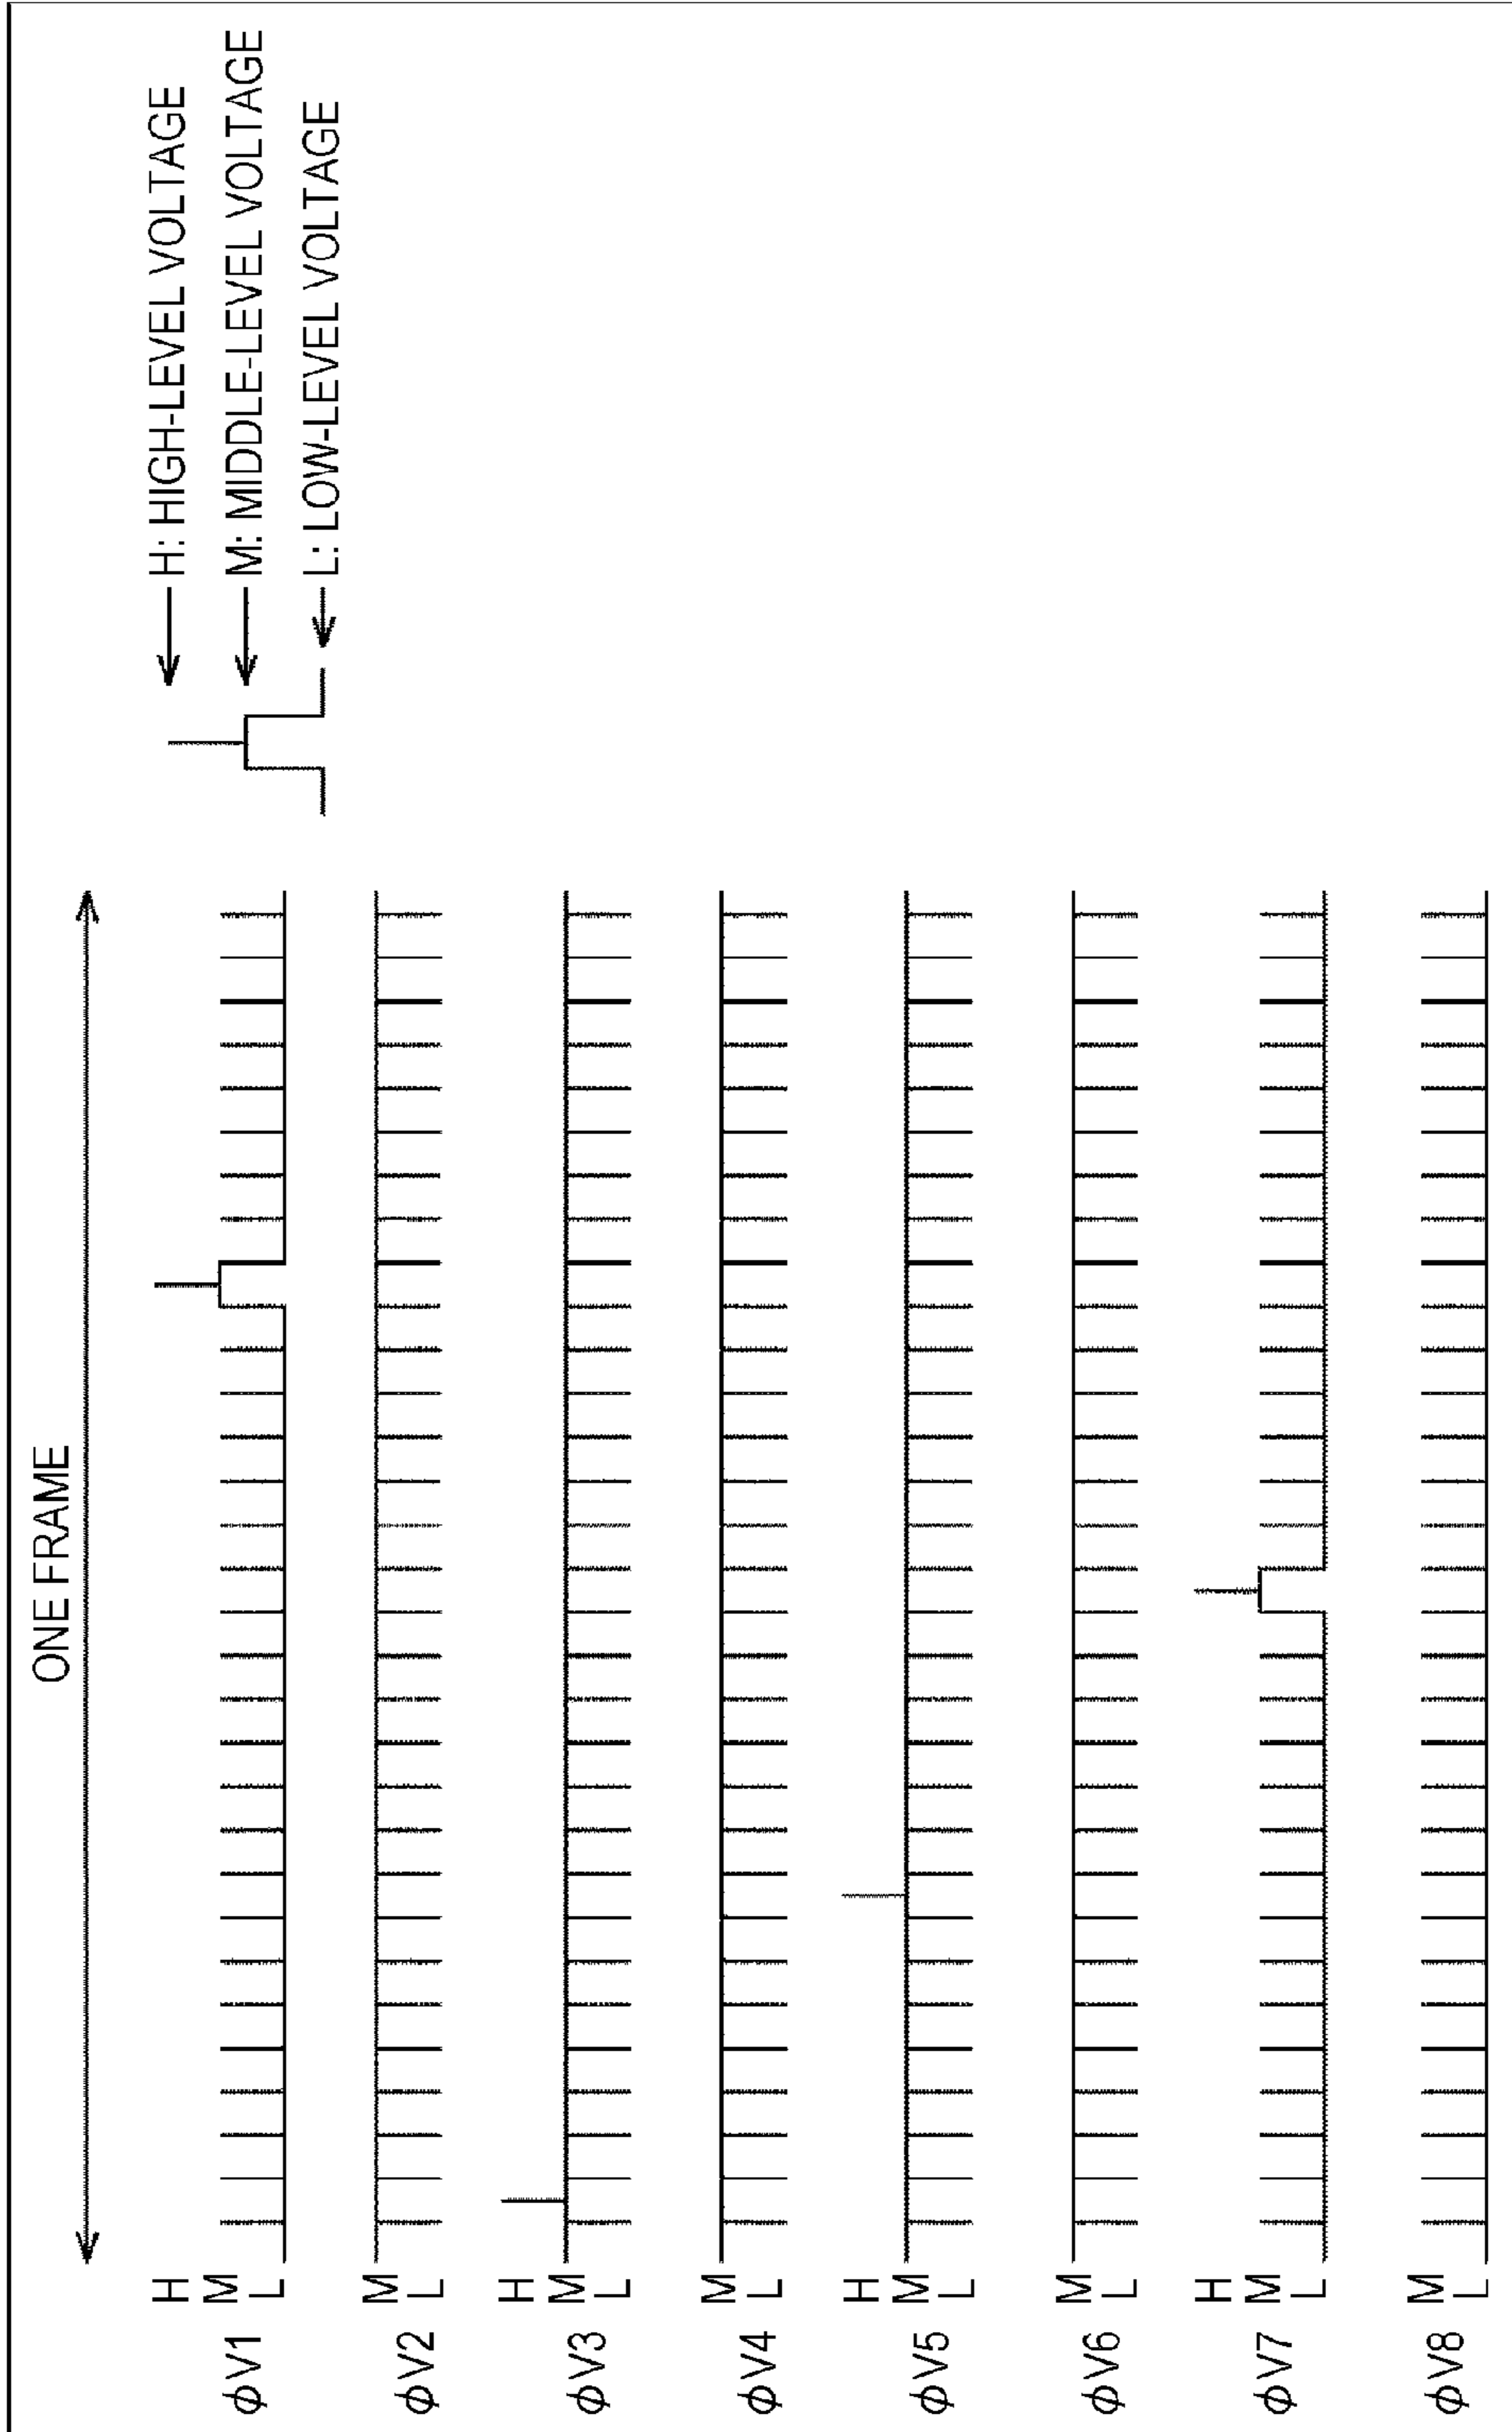 ONE FRAME
H: HIGH-LEVEL VOLTAGE
M: MIDDLE-LEVEL VOLTAGE
L: LOW-LEVEL VOLTAGE
H
φV1 M
L
φV2 M
L
H
φV3 M
L
φV4 M
L
H
φV5 M
L
φV6 M
L
H
φV7 M
L
φV8 M
L